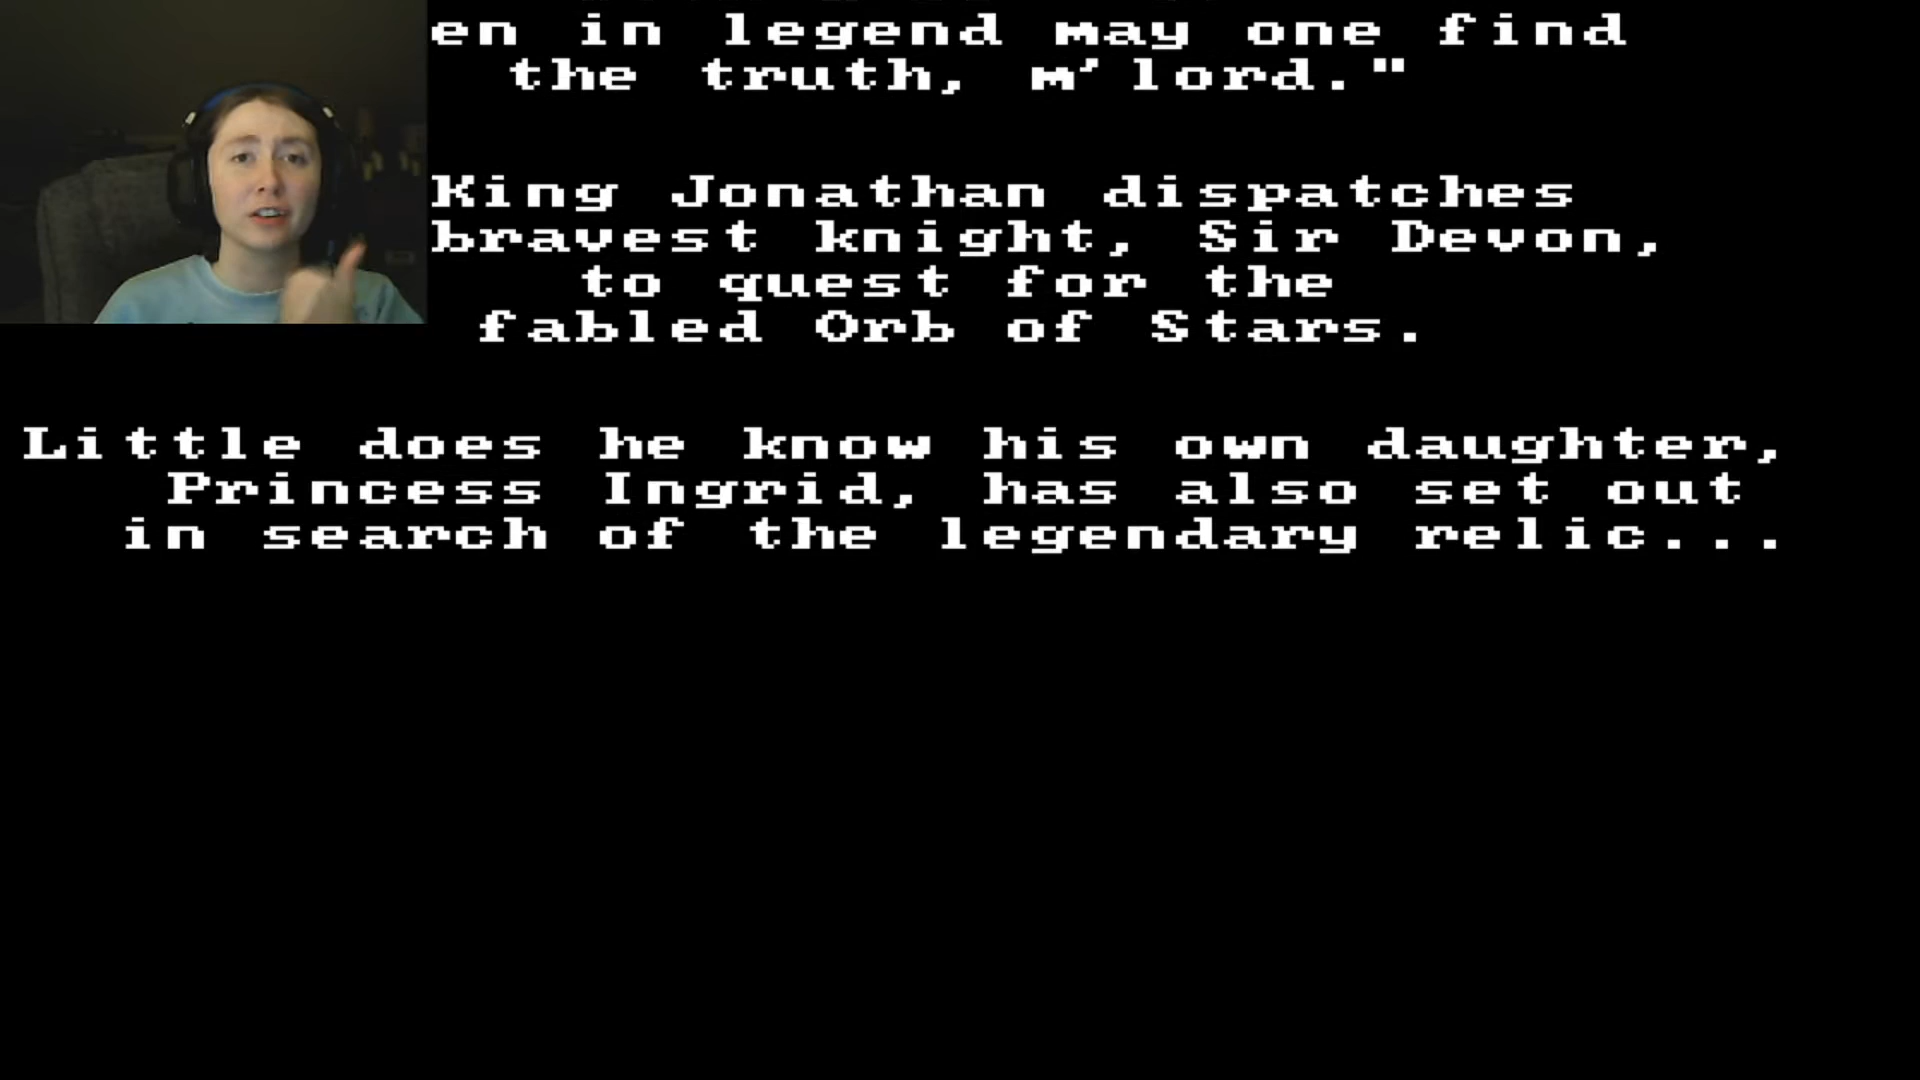 en in legend may one find
the truth, m'lord."
King Jonathan dispatches
bravest knight, Sir Devon,
to quest for the
fabled Orb of Stars.
Little does he know his own daughter,
Princess Ingrid, has also set out
in search of the legendary relic...